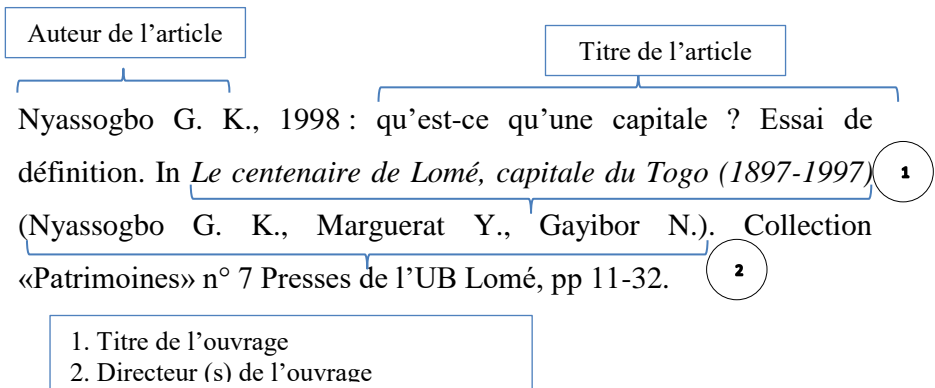 Auteur de l’article
Titre de l’article
Nyassogbo G. K., 1998 : qu’est-ce qu’une capitale ? Essai de
définition. In Le centenaire de Lomé, capitale du Togo (1897-1997)
1
(Nyassogbo G. K., Marguerat Y., Gayibor N.). Collection
«Patrimoines» n° 7 Presses de l’UB Lomé, pp 11-32.
2
1. Titre de l’ouvrage
2. Directeur (s) de l’ouvrage